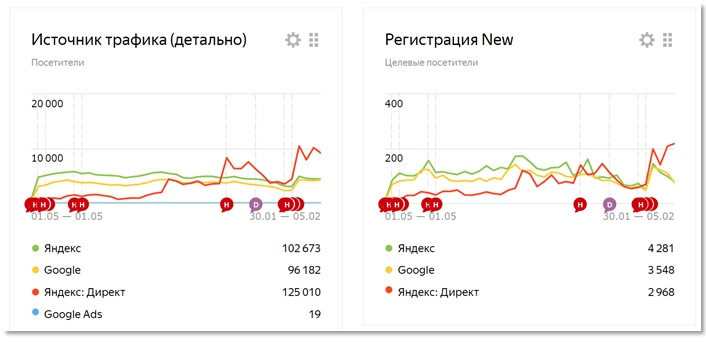 Источник трафика (детально)
Посетители
20 000
10 000
Н
Н
Н
Н
Н
D
Н
01.05 — 01.05
30.01 — 05.02
Яндекс 102 673
Google 96 182
Яндекс: Директ 125 010
Google Ads 19
Регистрация New
Целевые посетители
400
200
Н
Н
Н
Н
Н
D
Н
01.05 — 01.05
30.01 — 05.02
Яндекс 4 281
Google 3 548
Яндекс: Директ 2 968